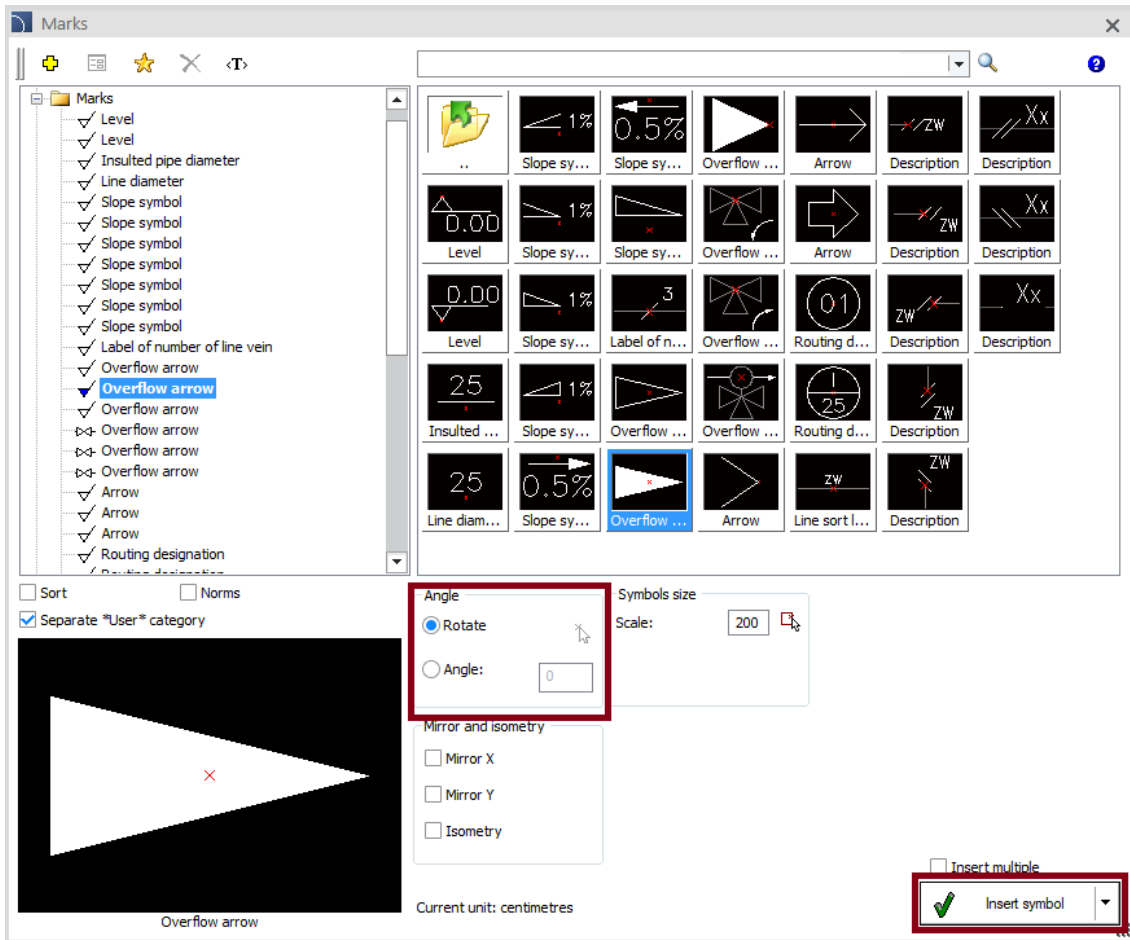 Marks
‹T›
?
Marks
Level
Level
Insulted pipe diameter
Line diameter
Slope symbol
Slope symbol
Slope symbol
Slope symbol
Slope symbol
Slope symbol
Slope symbol
Label of number of line vein
Overflow arrow
Overflow arrow
Overflow arrow
Overflow arrow
Overflow arrow
Overflow arrow
Arrow
Arrow
Arrow
Routing designation
Routing designation
1% 0.5% ZW Xx
.. Slope sy... Slope sy... Overflow ... Arrow Description Description
0.00 1% ZW Xx
Level Slope sy... Slope sy... Overflow ... Arrow Description Description
0.00 1% 3 01 ZW Xx
Level Slope sy... Label of n... Overflow ... Routing d... Description Description
25 1% 1 25 ZW
Insulted ... Slope sy... Overflow ... Overflow ... Routing d... Description
25 0.5% ZW ZW
Line diam... Slope sy... Overflow ... Arrow Line sort l... Description
Sort Norms
Separate *User* category
Overflow arrow
Angle
Rotate
Angle: 0
Symbols size
Scale: 200
Mirror and isometry
Mirror X
Mirror Y
Isometry
Current unit: centimetres
Insert multiple
Insert symbol